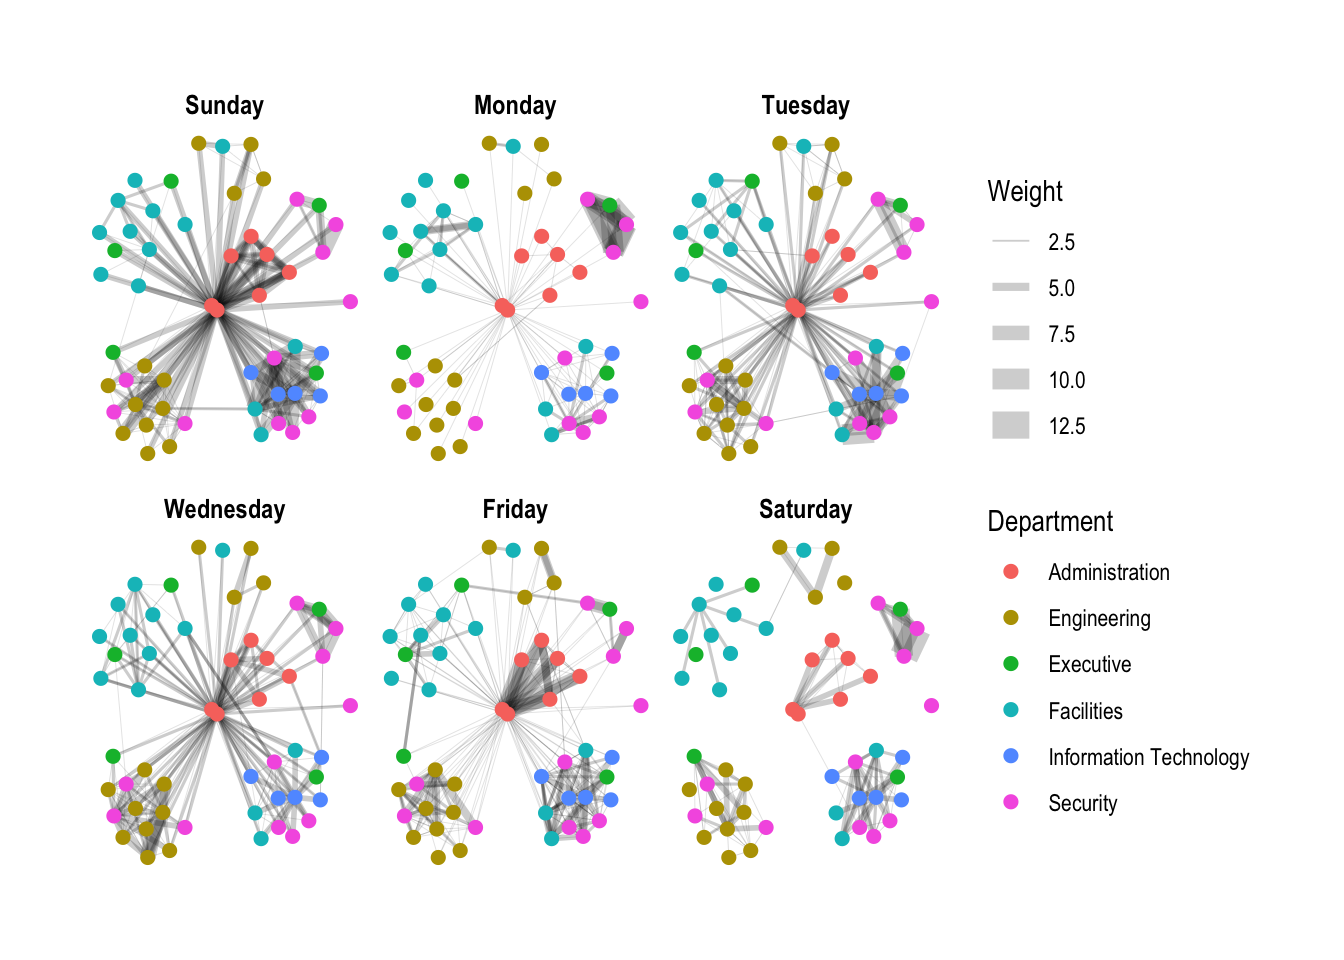 Sunday
Monday
Tuesday
Weight
2.5
5.0
7.5
10.0
12.5
Wednesday
Friday
Saturday
Department
Administration
Engineering
Executive
Facilities
Information Technology
Security